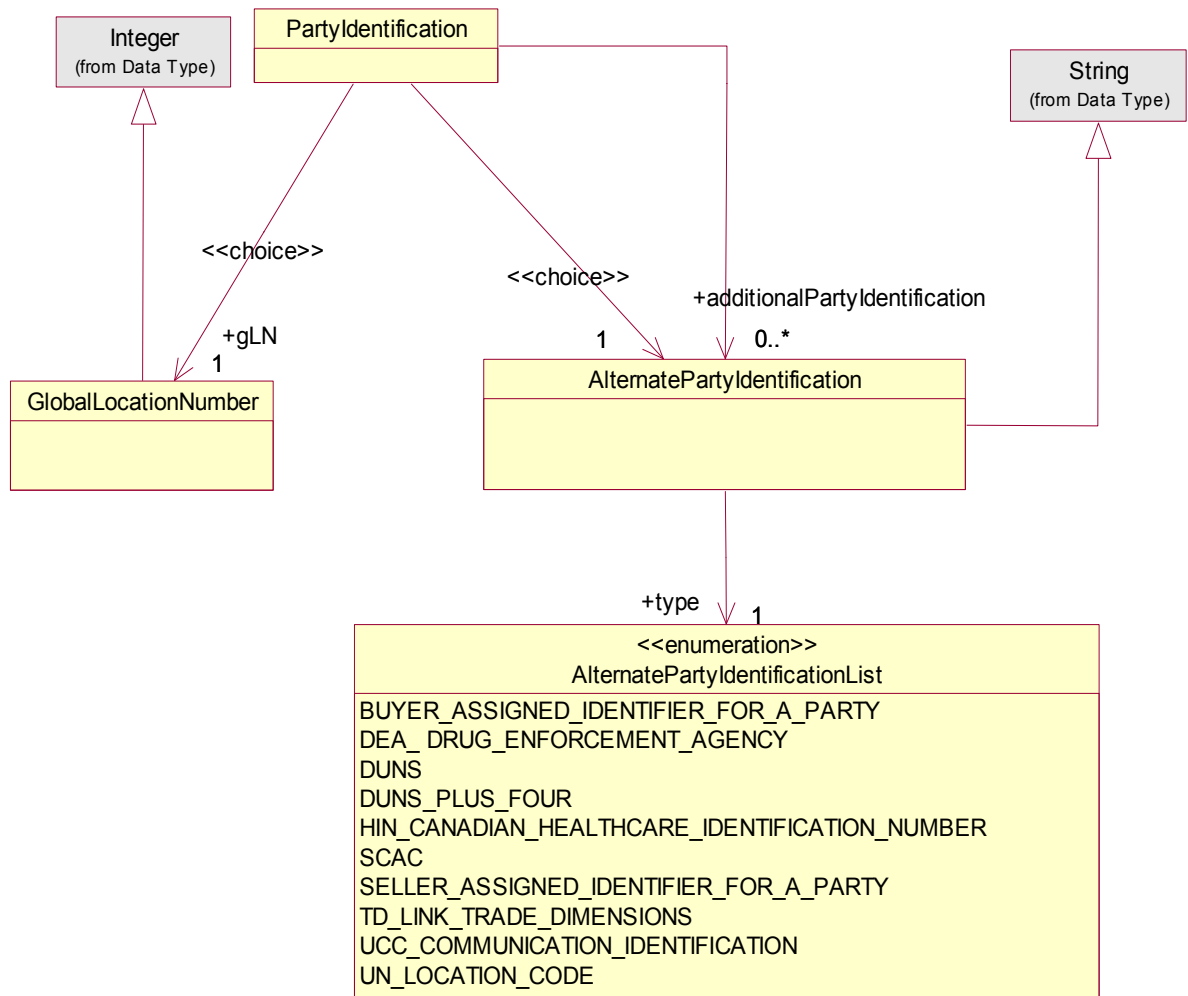 PartyIdentification
Integer
(from Data Type)
String
(from Data Type)
<<choice>>
<<choice>>
+additionalPartyIdentification
+gLN
1
1
0..*
AlternatePartyIdentification
GlobalLocationNumber
+type
1
<<enumeration>>
AlternatePartyIdentificationList
BUYER_ASSIGNED_IDENTIFIER_FOR_A_PARTY
DEA_ DRUG_ENFORCEMENT_AGENCY
DUNS
DUNS_PLUS_FOUR
HIN_CANADIAN_HEALTHCARE_IDENTIFICATION_NUMBER
SCAC
SELLER_ASSIGNED_IDENTIFIER_FOR_A_PARTY
TD_LINK_TRADE_DIMENSIONS
UCC_COMMUNICATION_IDENTIFICATION
UN_LOCATION_CODE